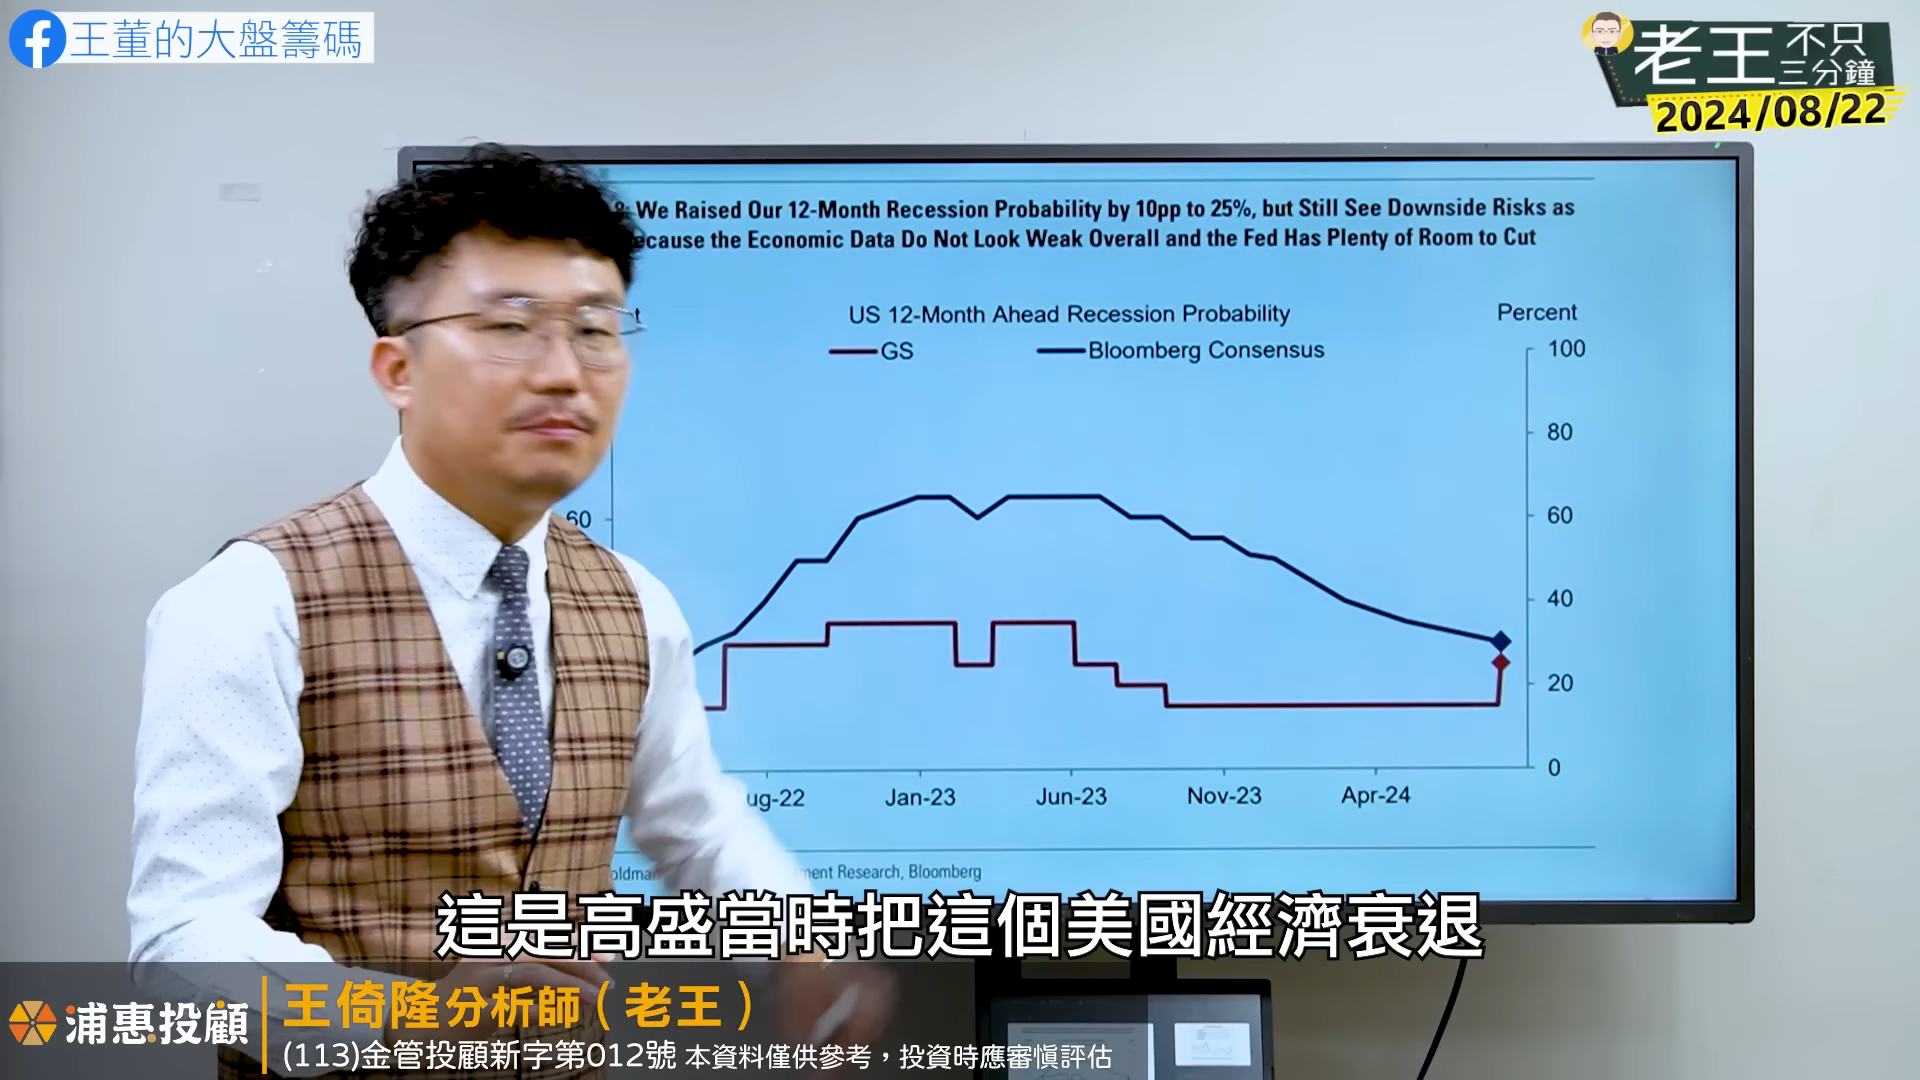 王董的大盤籌碼
老王不只三分鐘
2024/08/22
We Raised Our 12-Month Recession Probability by 10pp to 25%, but Still See Downside Risks as
the Economic Data Do Not Look Weak Overall and the Fed Has Plenty of Room to Cut
US 12-Month Ahead Recession Probability
Percent
GS
Bloomberg Consensus
100
80
60
60
40
20
0
ug-22
Jan-23
Jun-23
Nov-23
Apr-24
Research, Bloomberg
這是高盛當時把這個美國經濟衰退
浦惠投顧
王倚隆分析師(老王)
(113)金管投顧新字第012號 本資料僅供參考,投資時應審慎評估